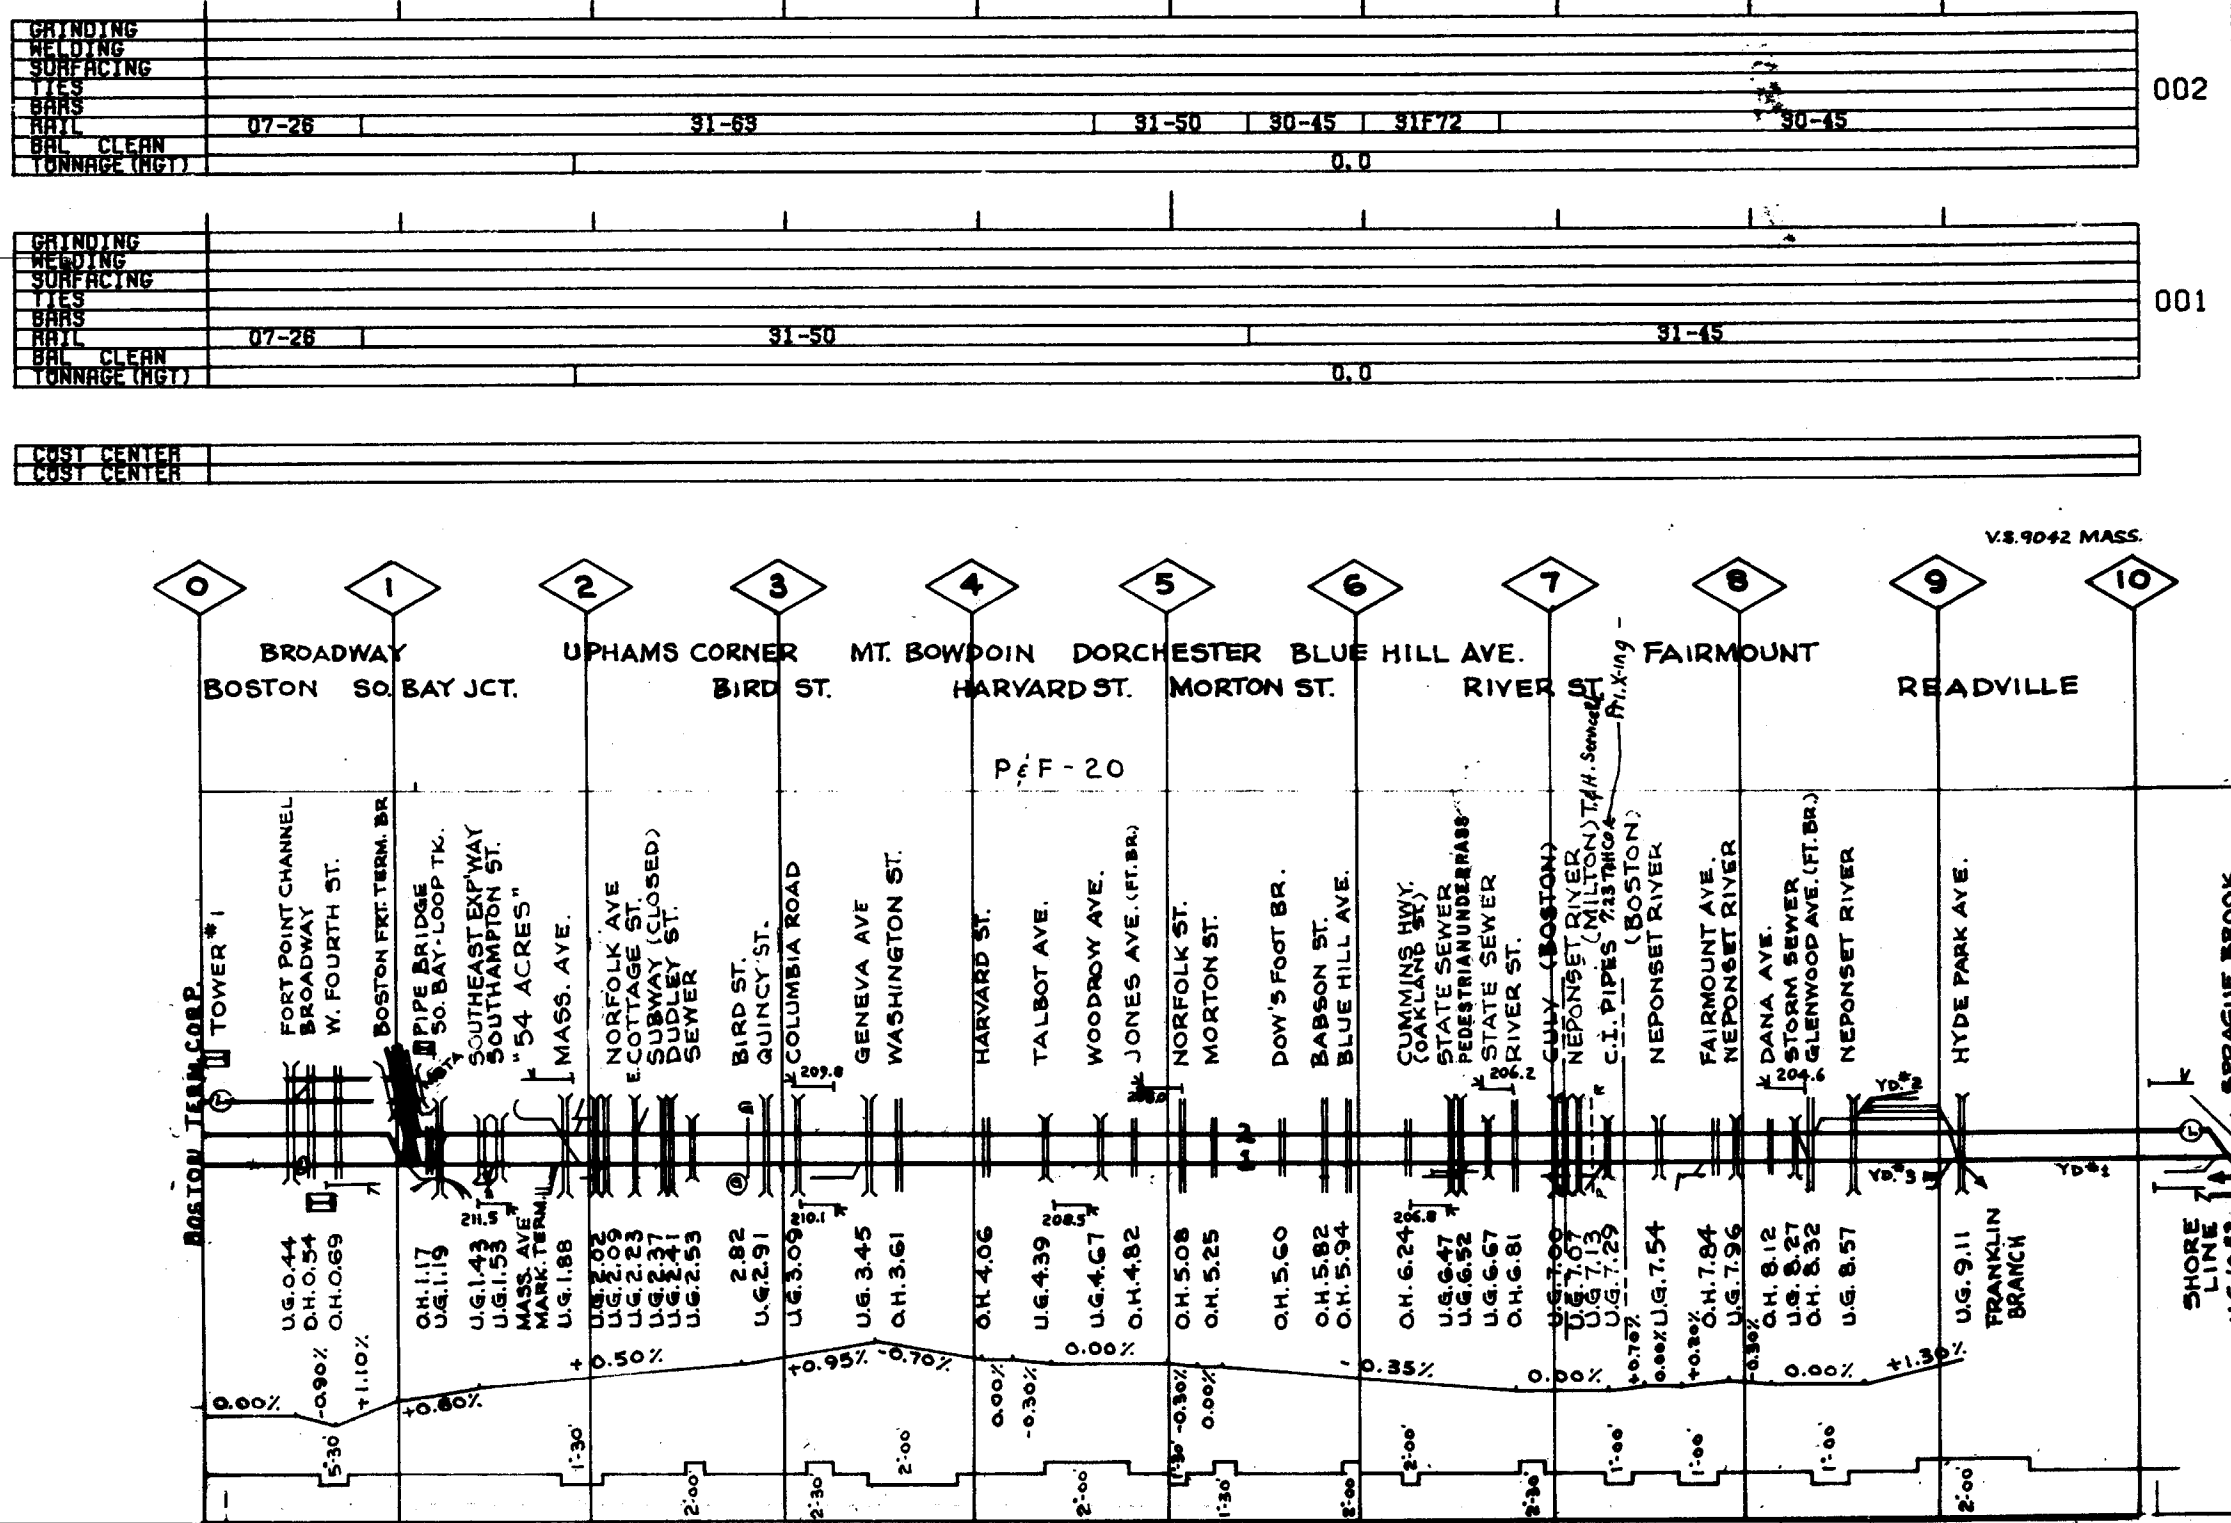 GRINDING
WELDING
SURFACING
TIES
BARS
RAIL 07-26 31-63 31-50 30-45 31F72 30-45
BAL CLEAN
TONNAGE (MGT) 0.0
002
GRINDING
WELDING
SURFACING
TIES
BARS
RAIL 07-26 31-50 31-45
BAL CLEAN
TONNAGE (MGT) 0.0
001
COST CENTER
COST CENTER
V.S. 9042 MASS.
0 1 2 3 4 5 6 7 8 9 10
BROADWAY UPHAMS CORNER MT. BOWDOIN DORCHESTER BLUE HILL AVE. FAIRMOUNT
BOSTON SO. BAY JCT. BIRD ST. HARVARD ST. MORTON ST. RIVER ST. READVILLE
P & F - 20
BOSTON TERM. CORP.
TOWER #1
FORT POINT CHANNEL
BROADWAY
W. FOURTH ST.
BOSTON FRT. TERM. BR
PIPE BRIDGE
SO. BAY-LOOP TK.
SOUTHEAST EXP'WAY
SOUTHAMPTON ST.
"54 ACRES"
MASS. AVE.
NORFOLK AVE
E. COTTAGE ST.
SUBWAY (CLOSED)
DUDLEY ST.
SEWER
BIRD ST.
QUINCY ST.
COLUMBIA ROAD
GENEVA AVE
WASHINGTON ST.
HARVARD ST.
TALBOT AVE.
WOODROW AVE.
JONES AVE. (FT. BR.)
NORFOLK ST.
MORTON ST.
DOW'S FOOT BR.
BABSON ST.
BLUE HILL AVE.
CUMMINS HWY.
(OAKLAND ST.)
STATE SEWER
PEDESTRIAN UNDERPASS
STATE SEWER
RIVER ST.
(BOSTON)
NEPONSET RIVER
(MILTON)
C.I. PIPES
(BOSTON)
Pri. X-ing
NEPONSET RIVER
FAIRMOUNT AVE.
NEPONSET RIVER
DANA AVE.
STORM SEWER
GLENWOOD AVE. (FT. BR.)
NEPONSET RIVER
HYDE PARK AVE.
SPRAGUE BROOK
209.8 206.2 204.6
2
1
YD. #2
YD. #3
YD #1
211.5 210.1 208.5 206.8
U.G. 0.44
O.H. 0.54
O.H. 0.69
O.H. 1.17
U.G. 1.19
U.G. 1.43
U.G. 1.53
MASS. AVE
MARK. TERM.
U.G. 1.88
U.G. 2.02
U.G. 2.09
U.G. 2.23
U.G. 2.37
U.G. 2.41
U.G. 2.53
2.82
U.G. 2.91
U.G. 3.09
U.G. 3.45
O.H. 3.61
O.H. 4.06
U.G. 4.39
U.G. 4.67
O.H. 4.82
O.H. 5.08
O.H. 5.25
O.H. 5.60
O.H. 5.82
O.H. 5.94
O.H. 6.24
U.G. 6.47
U.G. 6.52
U.G. 6.67
O.H. 6.81
U.G. 7.00
U.G. 7.07
U.G. 7.13
U.G. 7.29
U.G. 7.54
O.H. 7.84
U.G. 7.96
O.H. 8.12
U.G. 8.27
O.H. 8.32
U.G. 8.57
U.G. 9.11
FRANKLIN
BRANCH
SHORE
LINE
0.00% -0.90% +1.10% +0.60% +0.50% +0.95% -0.70% 0.00% -0.30% 0.00% -0.30% 0.00% -0.35% 0.00% +0.70% 0.00% +0.20% -0.30% 0.00% +1.30%
5°30' 1°30' 2°00' 2°30' 2°00' 2°00' 1°30' 1°30' 2°00' 2°00' 2°30' 1°00' 1°00' 1°00' 2°00'